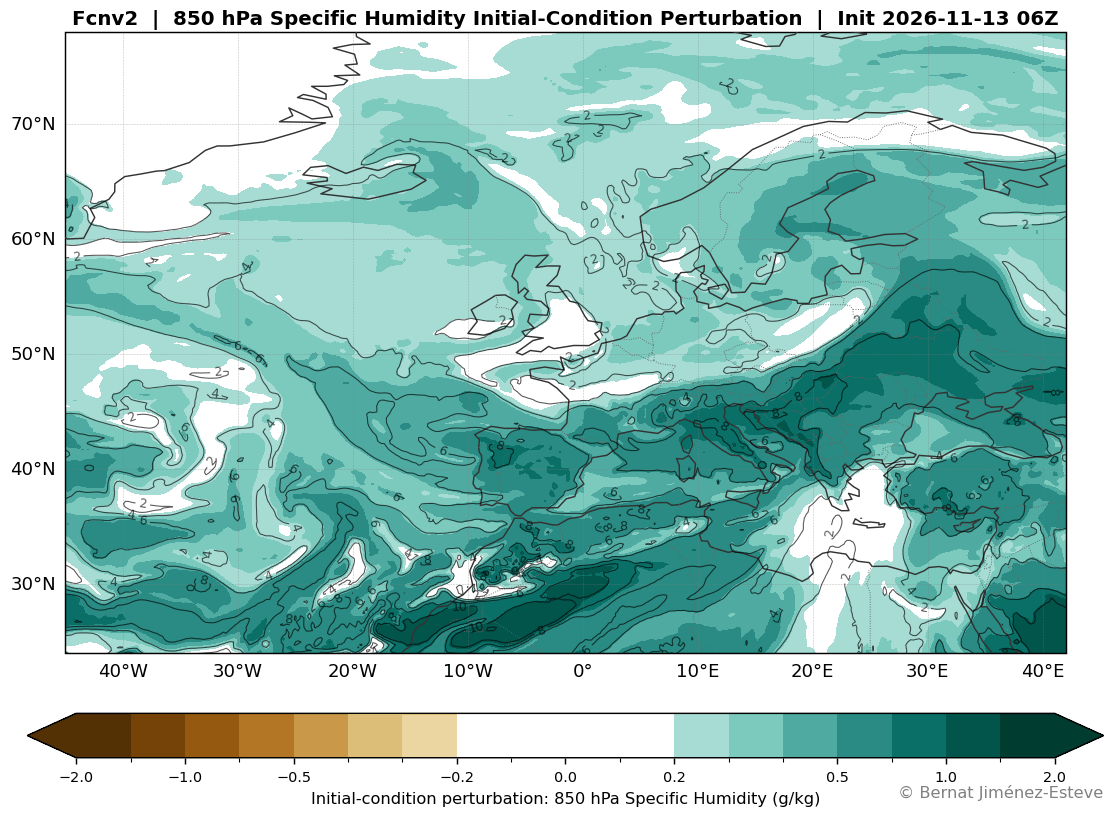 Fcnv2 | 850 hPa Specific Humidity Initial-Condition Perturbation | Init 2026-11-13 06Z
70°N
60°N
50°N
40°N
30°N
40°W 30°W 20°W 10°W 0° 10°E 20°E 30°E 40°E
−2.0 −1.0 −0.5 −0.2 0.0 0.2 0.5 1.0 2.0
Initial-condition perturbation: 850 hPa Specific Humidity (g/kg)
© Bernat Jiménez-Esteve